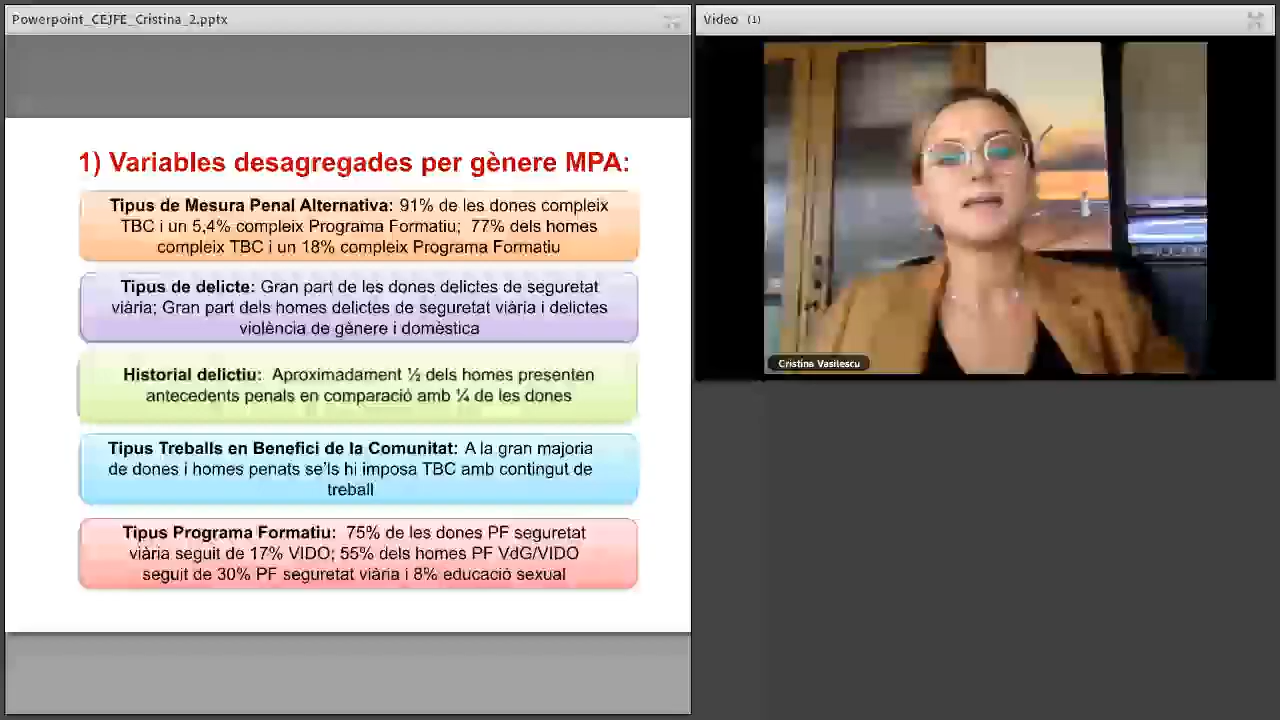 Powerpoint_CEJFE_Cristina_2.pptx
Video (1)
1) Variables desagregades per gènere MPA:
Tipus de Mesura Penal Alternativa: 91% de les dones compleix
TBC i un 5,4% compleix Programa Formatiu; 77% dels homes
compleix TBC i un 18% compleix Programa Formatiu
Tipus de delicte: Gran part de les dones delictes de seguretat
viària; Gran part dels homes delictes de seguretat viària i delictes
violència de gènere i domèstica
Historial delictiu: Aproximadament ½ dels homes presenten
antecedents penals en comparació amb ¼ de les dones
Tipus Treballs en Benefici de la Comunitat: A la gran majoria
de dones i homes penats se'ls hi imposa TBC amb contingut de
treball
Tipus Programa Formatiu: 75% de les dones PF seguretat
viària seguit de 17% VIDO; 55% dels homes PF VdG/VIDO
seguit de 30% PF seguretat viària i 8% educació sexual
Cristina Vasilescu